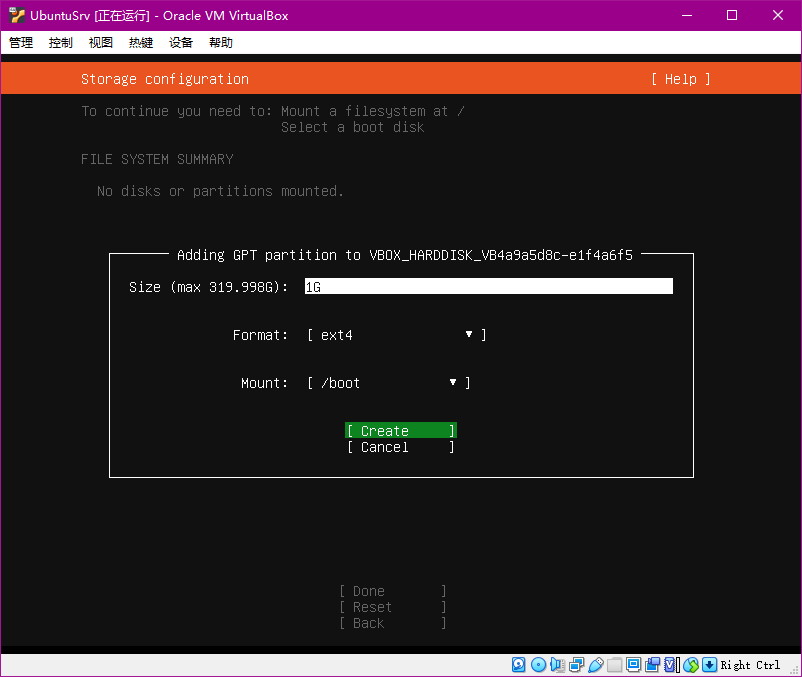 UbuntuSrv [正在运行] - Oracle VM VirtualBox
管理 控制 视图 热键 设备 帮助
Storage configuration [ Help ]
To continue you need to: Mount a filesystem at /
Select a boot disk
FILE SYSTEM SUMMARY
No disks or partitions mounted.
Adding GPT partition to VBOX_HARDDISK_VB4a9a5d8c-e1f4a6f5
Size (max 319.998G): 1G
Format: [ ext4 ▼ ]
Mount: [ /boot ▼ ]
[ Create ]
[ Cancel ]
[ Done ]
[ Reset ]
[ Back ]
Right Ctrl